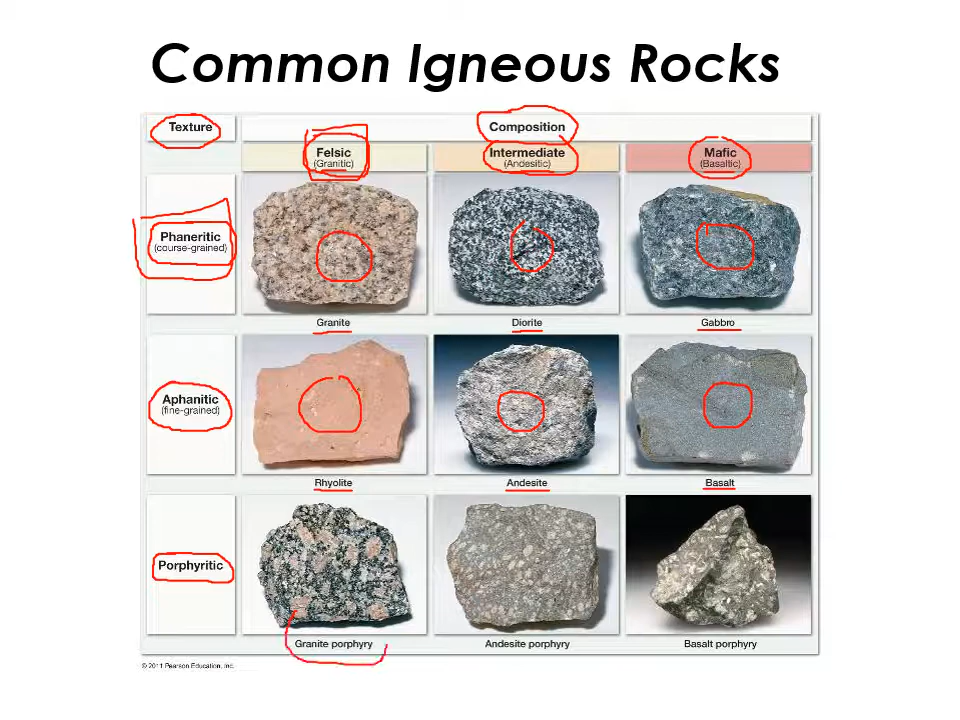 Common Igneous Rocks
Texture
Composition
Felsic
(Granitic)
Intermediate
(Andesitic)
Mafic
(Basaltic)
Phaneritic
(course-grained)
Granite
Diorite
Gabbro
Aphanitic
(fine-grained)
Rhyolite
Andesite
Basalt
Porphyritic
Granite porphyry
Andesite porphyry
Basalt porphyry
© 2011 Pearson Education, Inc.